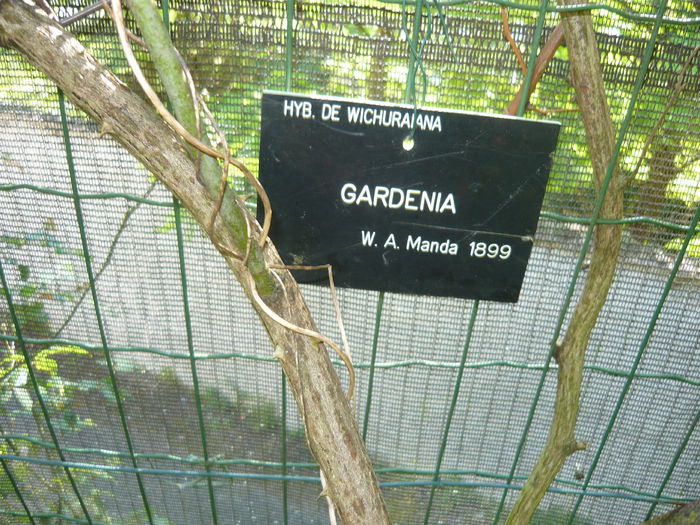 HYB. DE WICHURAIANA
GARDENIA
W. A. Manda 1899